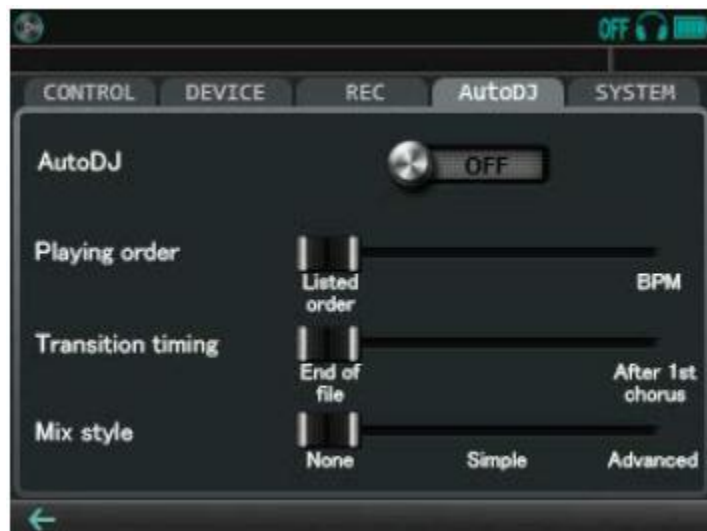 OFF
CONTROL DEVICE REC AutoDJ SYSTEM
AutoDJ OFF
Playing order
Listed order BPM
Transition timing
End of file After 1st chorus
Mix style
None Simple Advanced